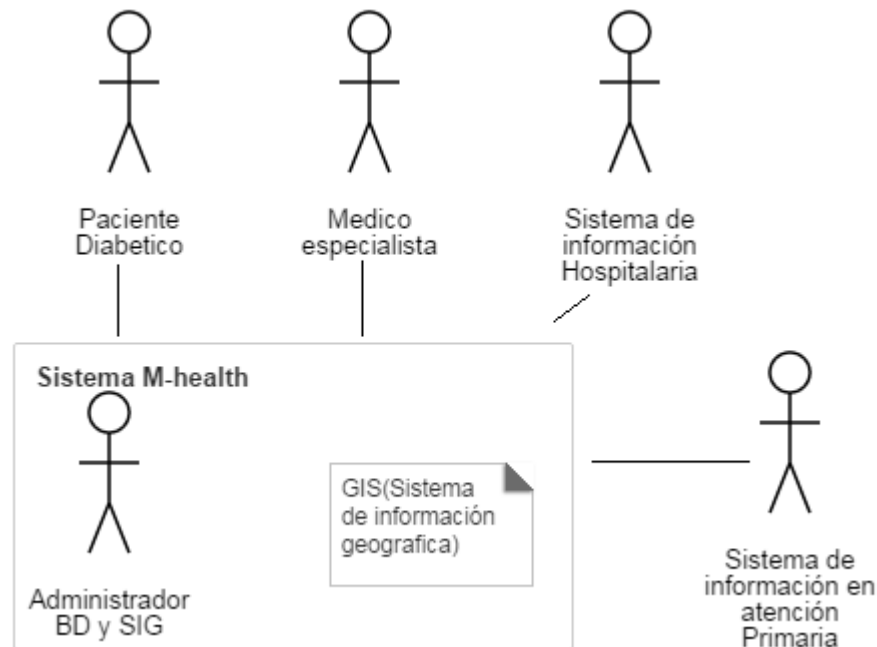 Paciente
Diabetico
Medico
especialista
Sistema de
información
Hospitalaria
Sistema M-health
GIS(Sistema
de información
geografica)
Administrador
BD y SIG
Sistema de
información en
atención
Primaria